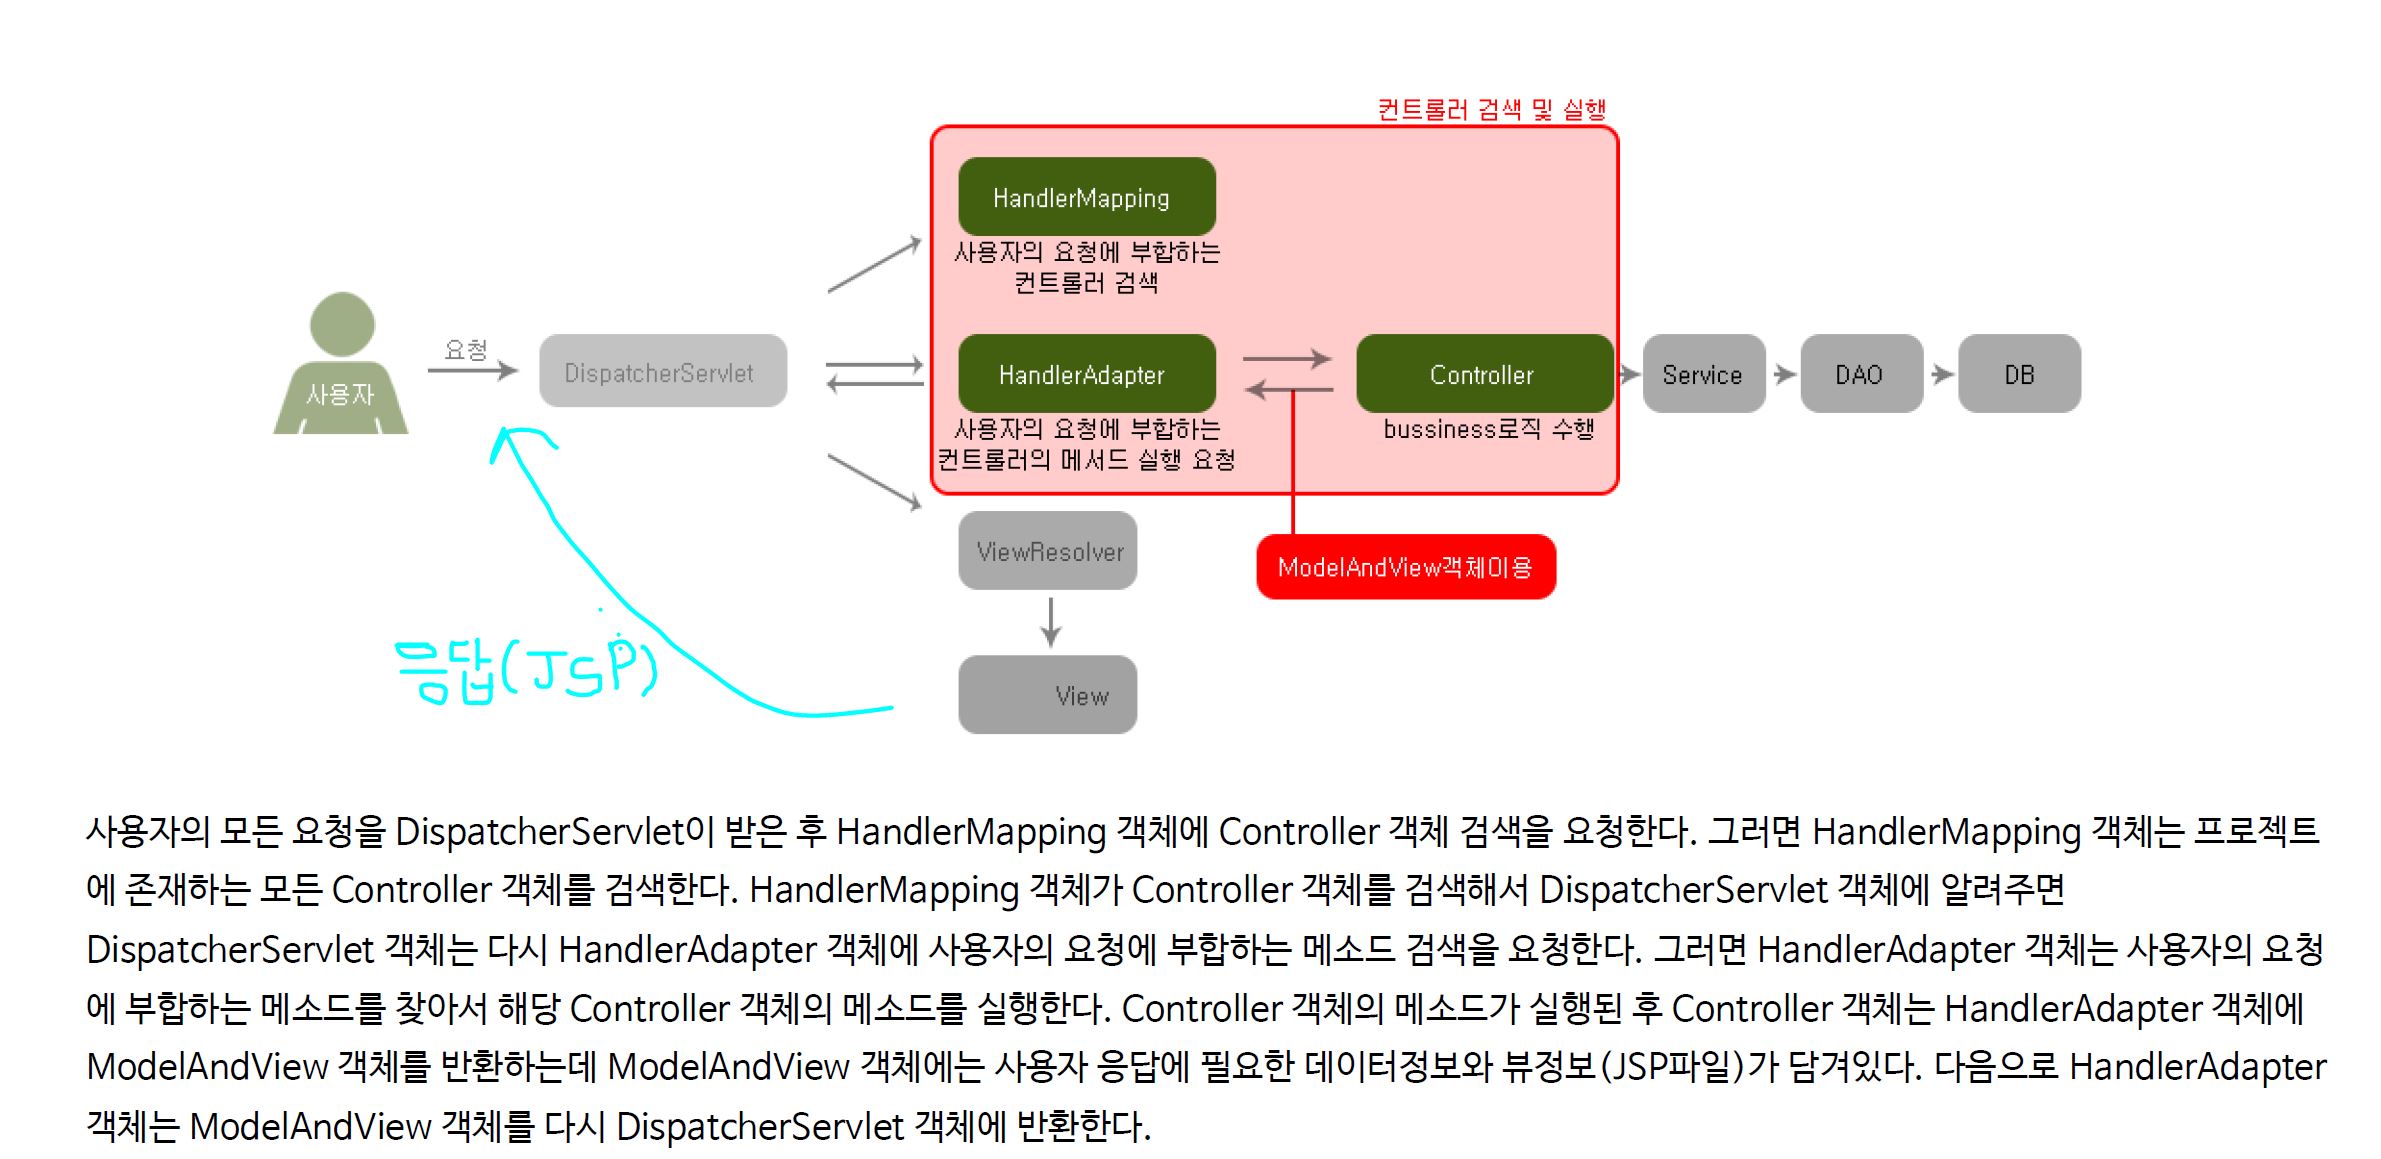 컨트롤러 검색 및 실행
HandlerMapping
사용자의 요청에 부합하는
컨트롤러 검색
요청
사용자
DispatcherServlet
HandlerAdapter
사용자의 요청에 부합하는
컨트롤러의 메서드 실행 요청
Controller
bussiness로직 수행
Service
DAO
DB
ViewResolver
ModelAndView객체이용
응답(JSP)
View
사용자의 모든 요청을 DispatcherServlet이 받은 후 HandlerMapping 객체에 Controller 객체 검색을 요청한다. 그러면 HandlerMapping 객체는 프로젝트
에 존재하는 모든 Controller 객체를 검색한다. HandlerMapping 객체가 Controller 객체를 검색해서 DispatcherServlet 객체에 알려주면
DispatcherServlet 객체는 다시 HandlerAdapter 객체에 사용자의 요청에 부합하는 메소드 검색을 요청한다. 그러면 HandlerAdapter 객체는 사용자의 요청
에 부합하는 메소드를 찾아서 해당 Controller 객체의 메소드를 실행한다. Controller 객체의 메소드가 실행된 후 Controller 객체는 HandlerAdapter 객체에
ModelAndView 객체를 반환하는데 ModelAndView 객체에는 사용자 응답에 필요한 데이터정보와 뷰정보(JSP파일)가 담겨있다. 다음으로 HandlerAdapter
객체는 ModelAndView 객체를 다시 DispatcherServlet 객체에 반환한다.